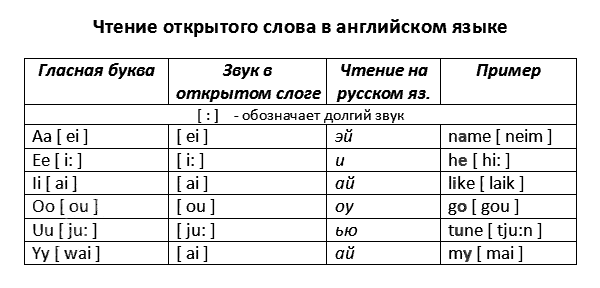 Чтение открытого слова в английском языке
Гласная буква Звук в открытом слоге Чтение на русском яз. Пример
[ : ] - обозначает долгий звук
Aa [ ei ] [ ei ] эй name [ neim ]
Ee [ i: ] [ i: ] и he [ hi: ]
Ii [ ai ] [ ai ] ай like [ laik ]
Oo [ ou ] [ ou ] оу go [ gou ]
Uu [ ju: ] [ ju: ] ью tune [ tju:n ]
Yy [ wai ] [ ai ] ай my [ mai ]